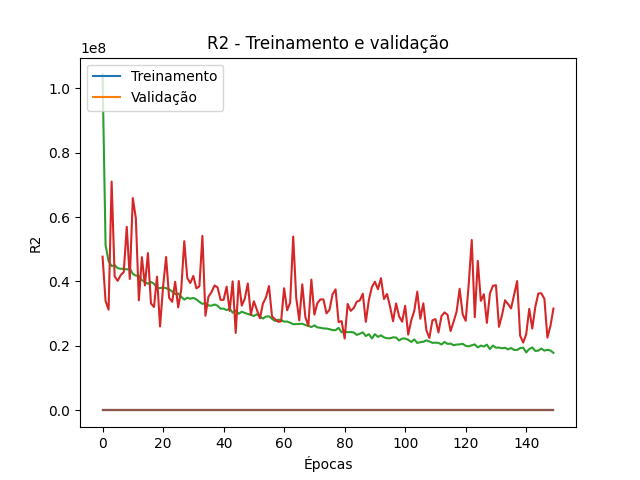 R2 - Treinamento e validação
1e8
Treinamento
Validação
1.0
0.8
0.6
0.4
0.2
0.0
R2
0 20 40 60 80 100 120 140
Épocas